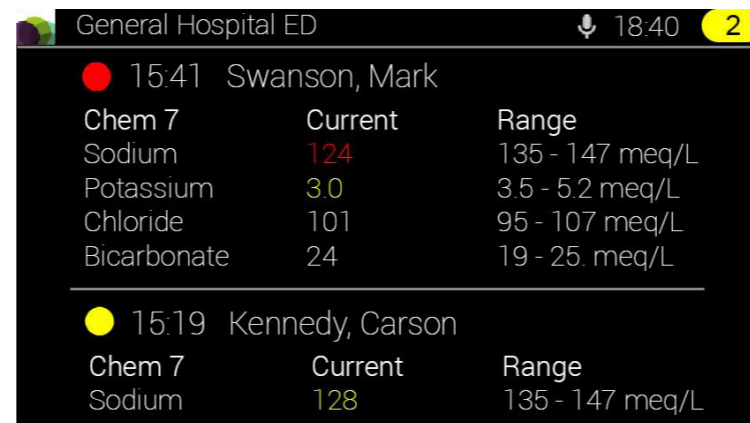 General Hospital ED 18:40 2
15:41 Swanson, Mark
Chem 7 Current Range
Sodium 124 135 - 147 meq/L
Potassium 3.0 3.5 - 5.2 meq/L
Chloride 101 95 - 107 meq/L
Bicarbonate 24 19 - 25. meq/L
15:19 Kennedy, Carson
Chem 7 Current Range
Sodium 128 135 - 147 meq/L